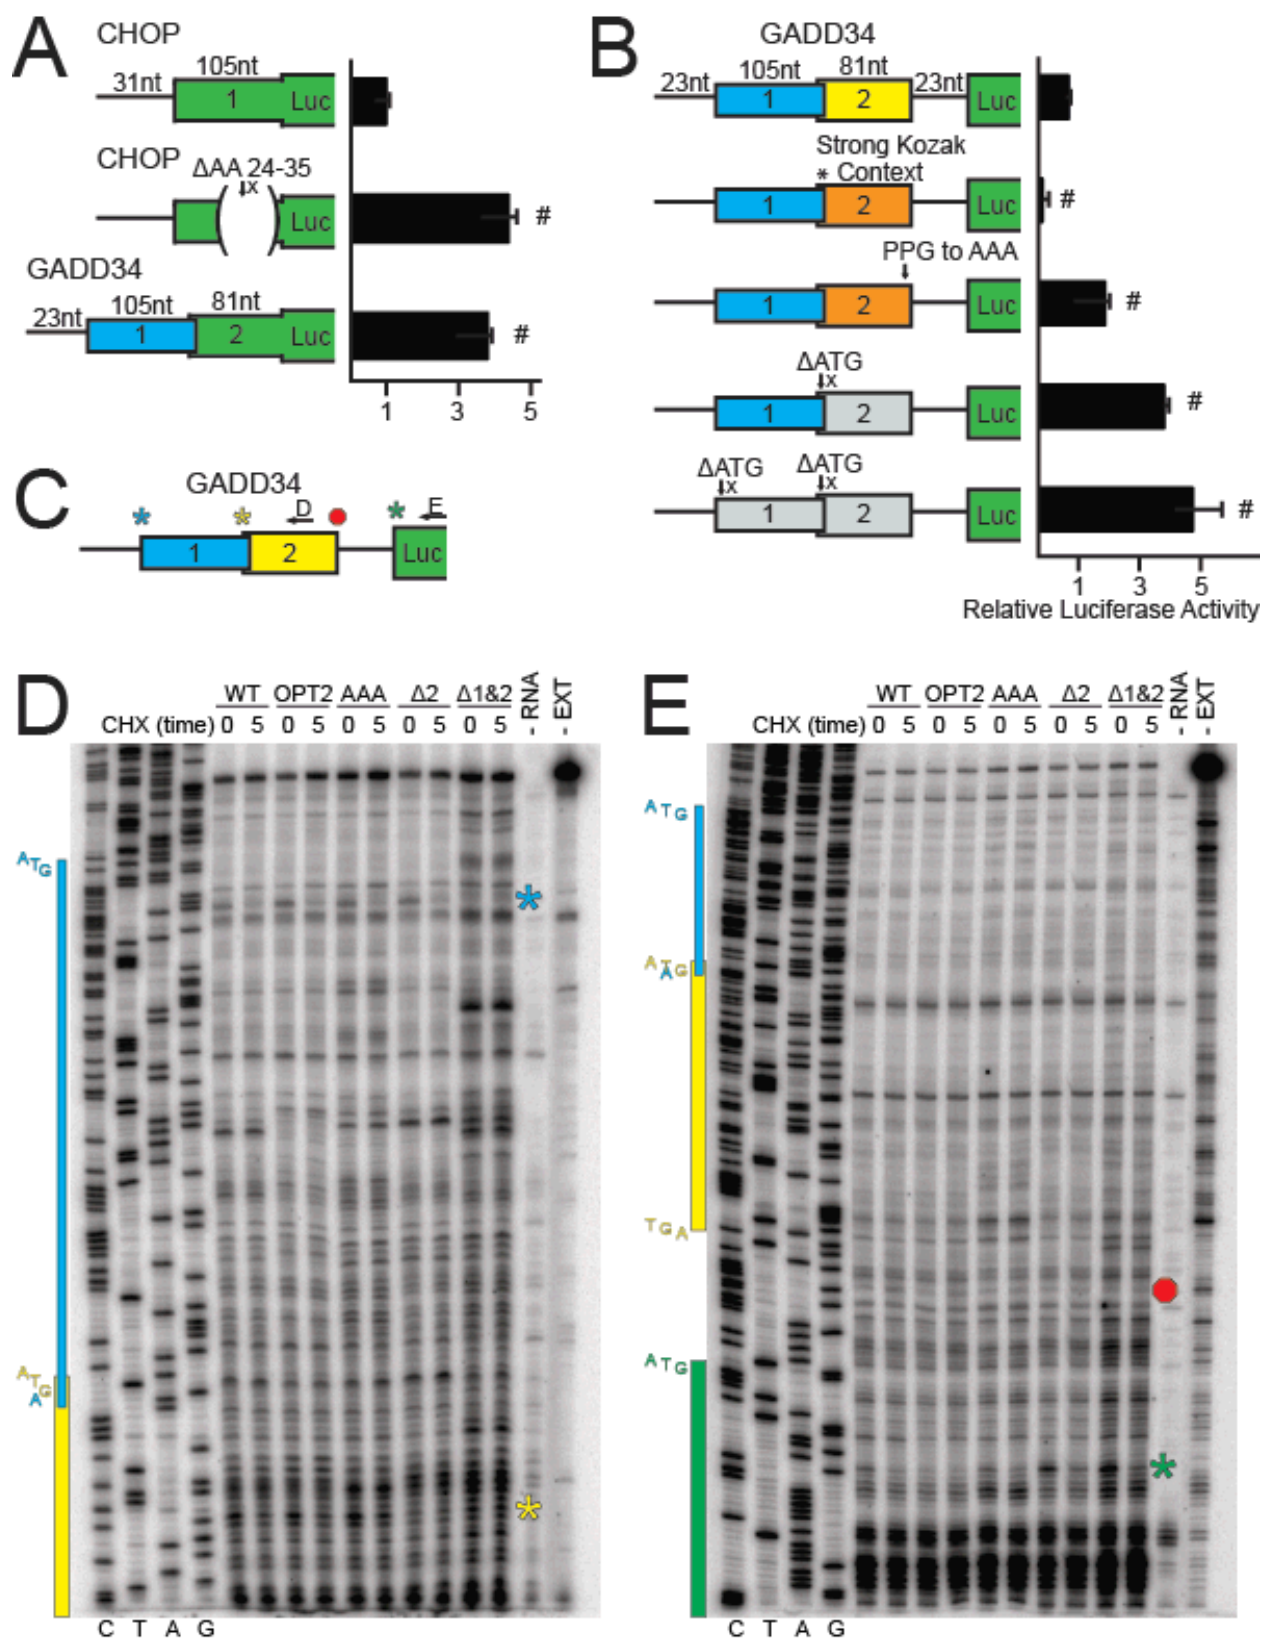 A
CHOP
105nt
31nt
1
Luc
CHOP
ΔAA 24-35
x
Luc
#
GADD34
105nt
81nt
23nt
1
2
Luc
#
1
3
5
B
GADD34
105nt
81nt
23nt
23nt
1
2
Luc
Strong Kozak
* Context
1
2
Luc
#
PPG to AAA
1
2
Luc
#
ΔATG
x
1
2
Luc
#
ΔATG
ΔATG
x
x
1
2
Luc
#
1
3
5
Relative Luciferase Activity
C
GADD34
* * D * E
1
2
Luc
D
WT OPT2 AAA Δ2 Δ1&2 - RNA - EXT
CHX (time) 0 5 0 5 0 5 0 5 0 5
ATG
*
ATG
A
*
C T A G
E
WT OPT2 AAA Δ2 Δ1&2 - RNA - EXT
CHX (time) 0 5 0 5 0 5 0 5 0 5
ATG
ATG
A
TGA
ATG
*
C T A G